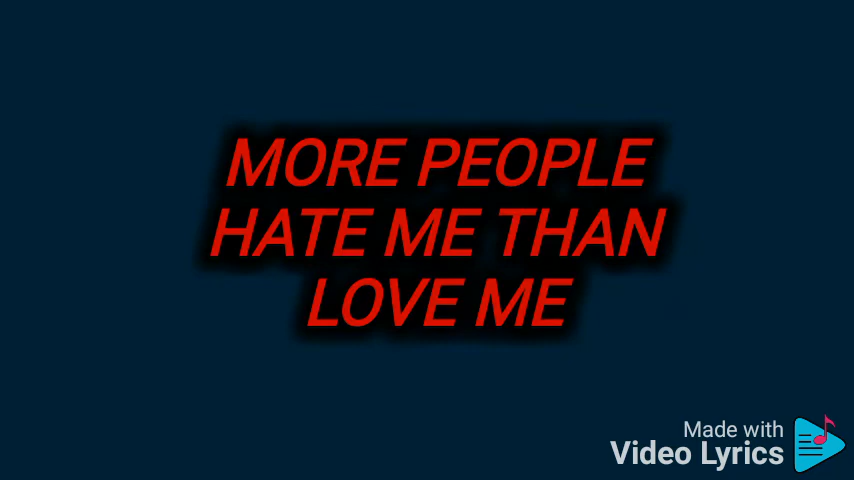 MORE PEOPLE
HATE ME THAN
LOVE ME
Made with
Video Lyrics